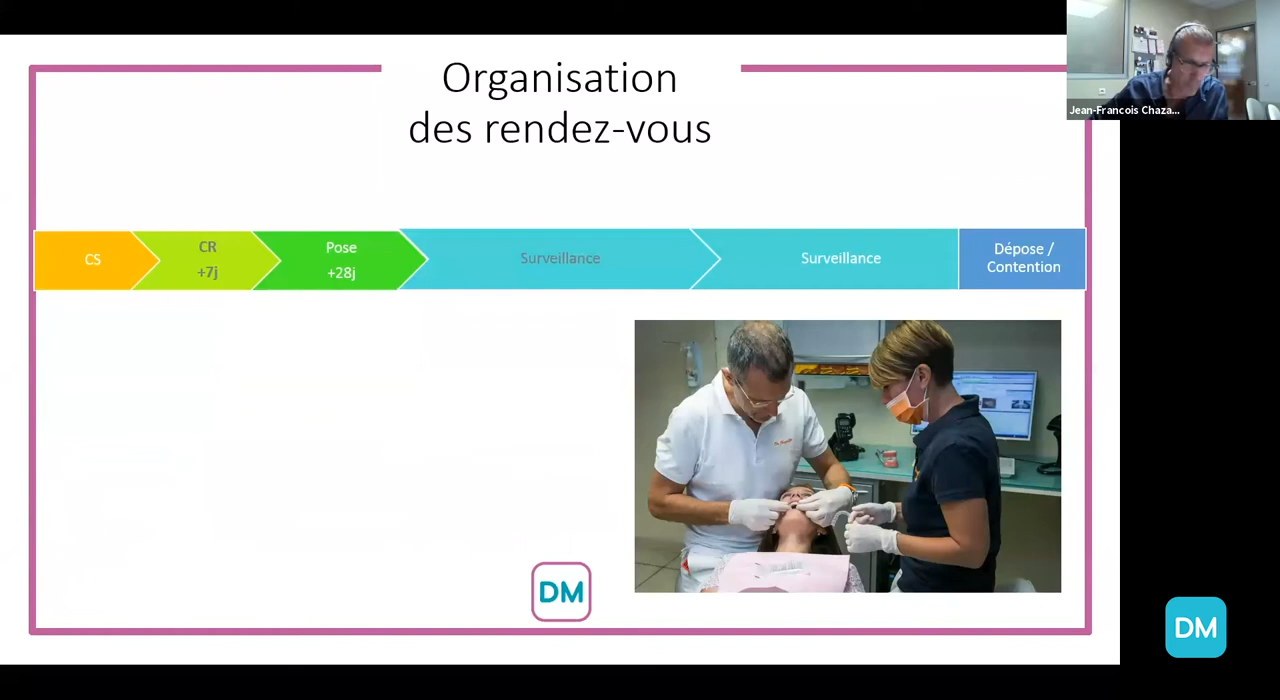 Organisation
des rendez-vous
Jean-Francois Chaza...
CS
CR
+7j
Pose
+28j
Surveillance
Surveillance
Dépose /
Contention
DM
DM